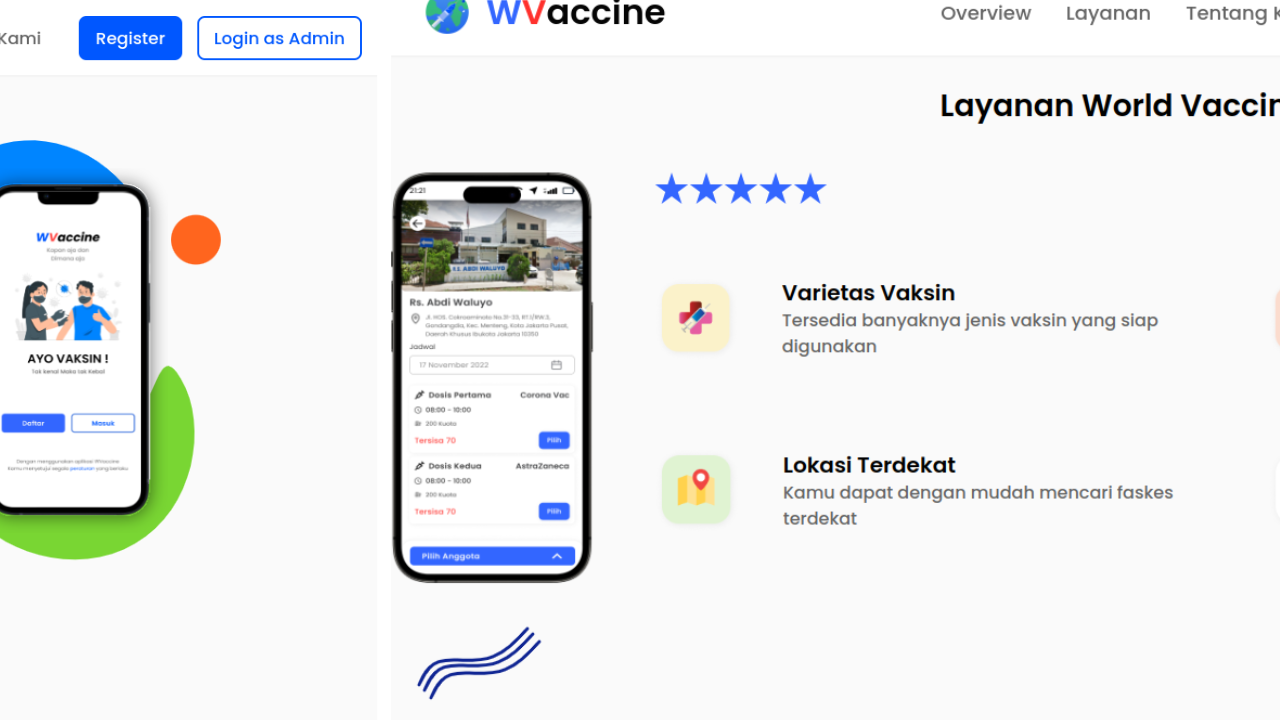 Kami
Register
Login as Admin
WVaccine
Kapan aja dan
Dimana aja
AYO VAKSIN !
Tak kenal Maka tak Kebal
Daftar
Masuk
Dengan menggunakan aplikasi WVaccine
Kamu menyetujui segala peraturan yang berlaku
WVaccine
Overview
Layanan
Tentang K
Layanan World Vaccin
21:21
R.S. ABDI WALUYO
Rs. Abdi Waluyo
Jl. HOS. Cokroaminoto No.31-33, RT.1/RW.3,
Gondangdia, Kec. Menteng, Kota Jakarta Pusat,
Daerah Khusus Ibukota Jakarta 10350
Jadwal
17 November 2022
Dosis Pertama
Corona Vac
08:00 - 10:00
200 Kuota
Tersisa 70
Pilih
Dosis Kedua
AstraZaneca
08:00 - 10:00
200 Kuota
Tersisa 70
Pilih
Pilih Anggota
Varietas Vaksin
Tersedia banyaknya jenis vaksin yang siap
digunakan
Lokasi Terdekat
Kamu dapat dengan mudah mencari faskes
terdekat